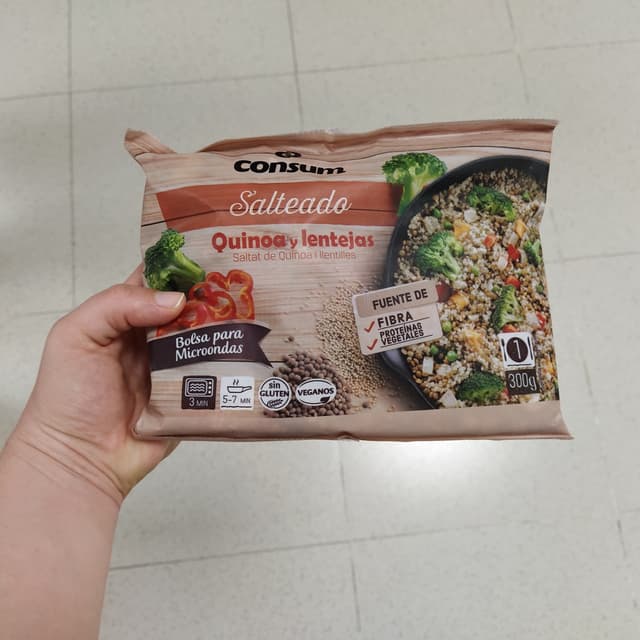 consum
Salteado
Quinoa y lentejas
Saltat de Quinoa i llentilles
FUENTE DE
FIBRA
PROTEÍNAS
VEGETALES
Bolsa para
Microondas
3 MIN
5-7 MIN
sin
GLUTEN
VEGANOS
1
300g